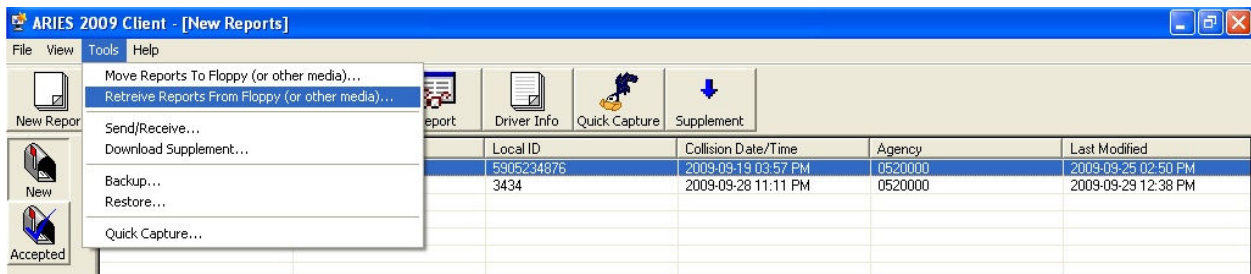 ARIES 2009 Client - [New Reports]
File View Tools Help
Move Reports To Floppy (or other media)...
Retreive Reports From Floppy (or other media)...
Send/Receive...
Download Supplement...
Backup...
Restore...
Quick Capture...
New Repor
eport
Driver Info
Quick Capture
Supplement
New
Accepted
Local ID Collision Date/Time Agency Last Modified
5905234876 2009-09-19 03:57 PM 0520000 2009-09-25 02:50 PM
3434 2009-09-28 11:11 PM 0520000 2009-09-29 12:38 PM